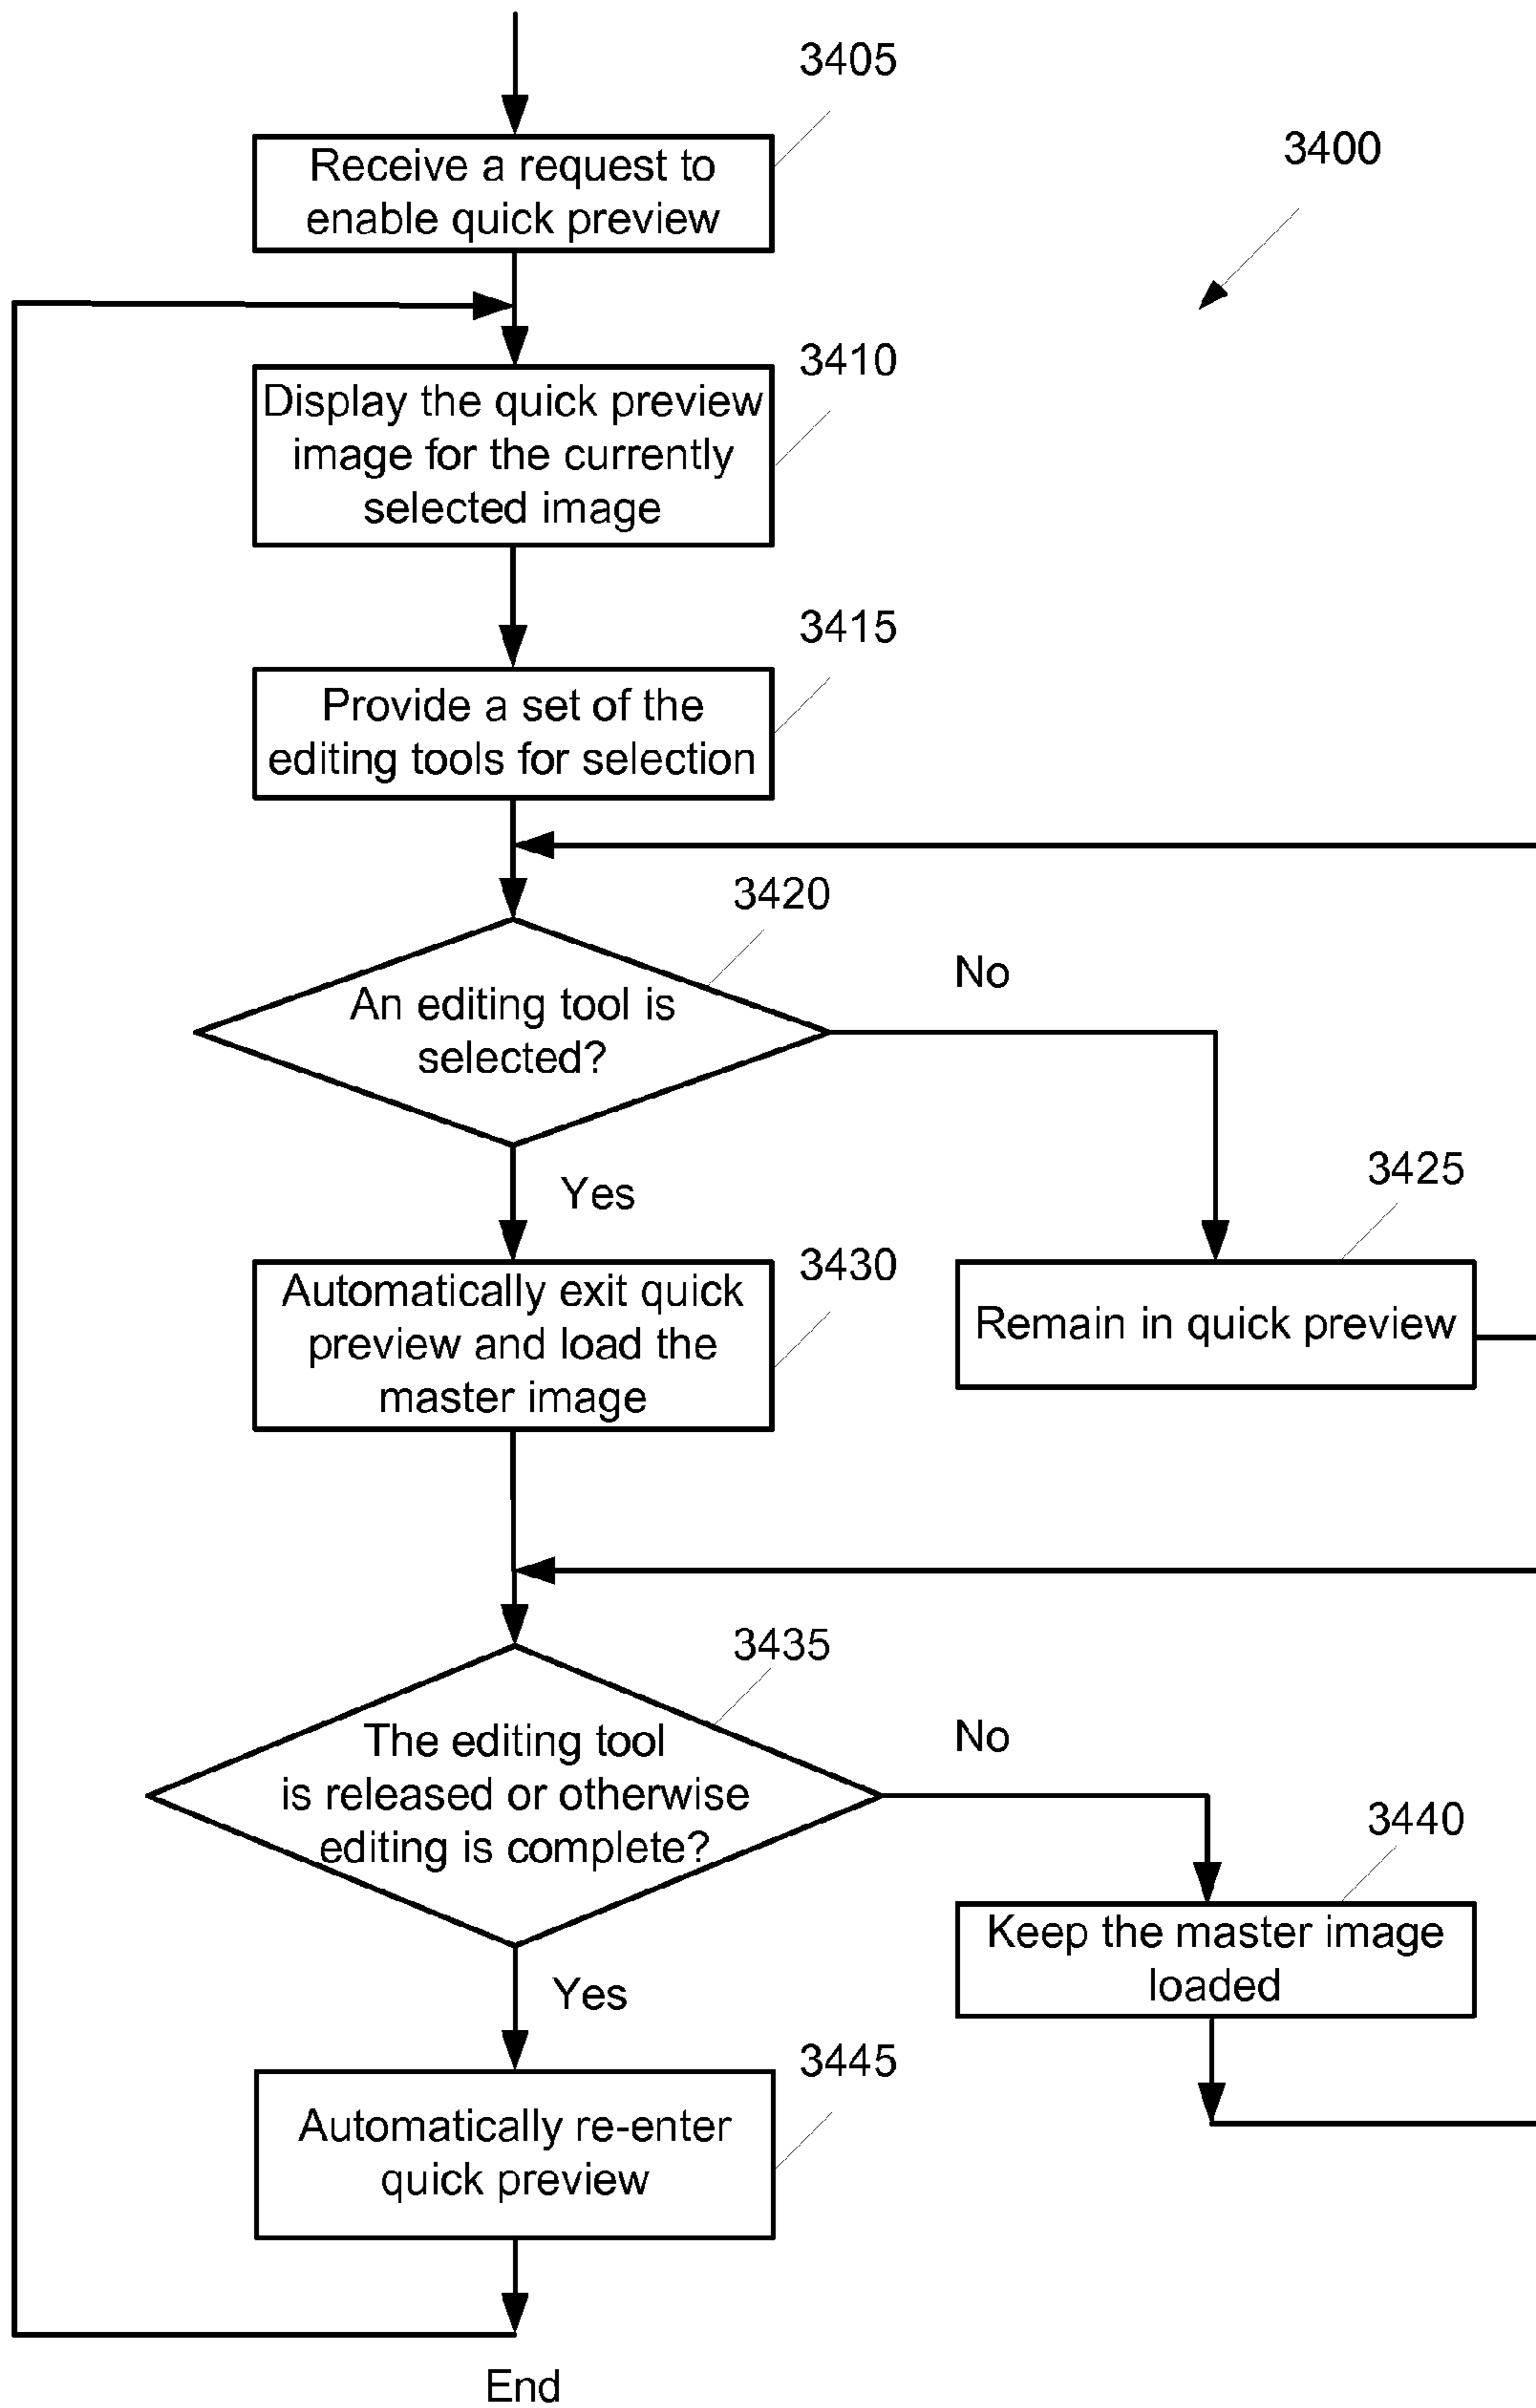 3405
Receive a request to
enable quick preview
3400
3410
Display the quick preview
image for the currently
selected image
3415
Provide a set of the
editing tools for selection
3420
An editing tool is
selected?
No
Yes
3425
Remain in quick preview
3430
Automatically exit quick
preview and load the
master image
3435
The editing tool
is released or otherwise
editing is complete?
No
Yes
3440
Keep the master image
loaded
3445
Automatically re-enter
quick preview
End